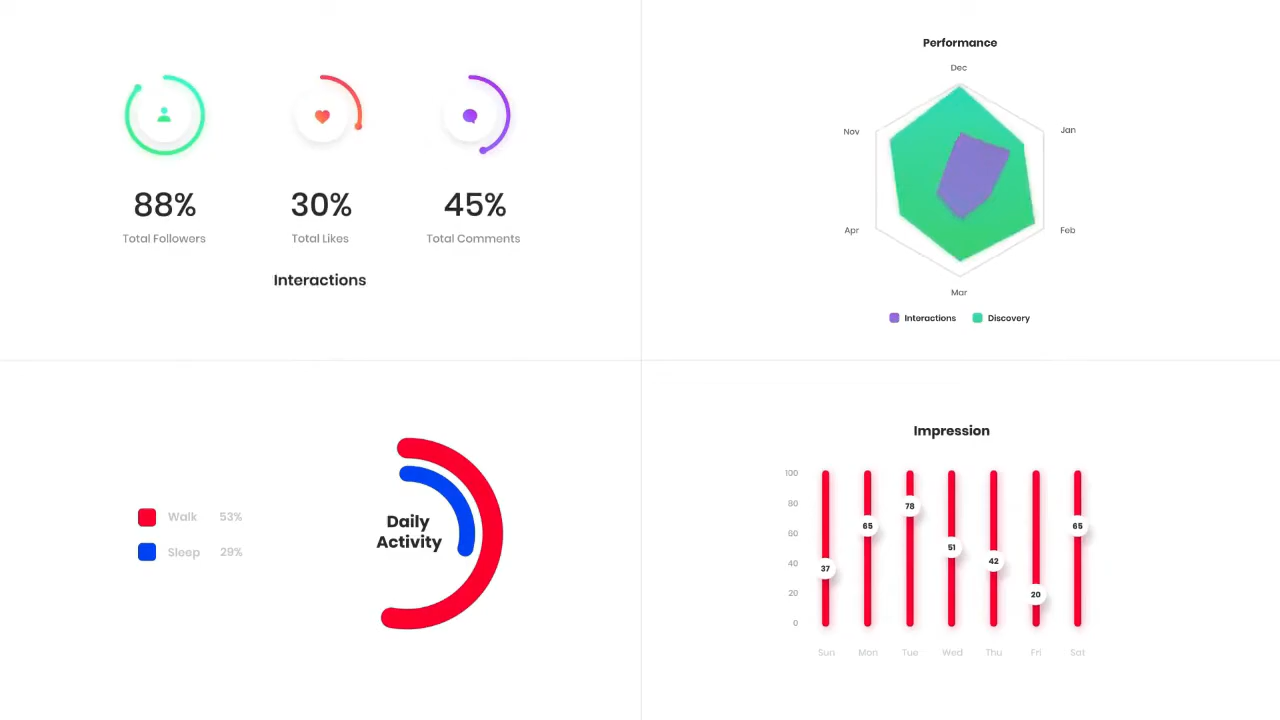 88%
30%
45%
Total Followers
Total Likes
Total Comments
Interactions
Performance
Dec
Nov
Jan
Apr
Feb
Mar
Interactions
Discovery
Walk 53%
Sleep 29%
Daily
Activity
Impression
100
80
60
40
20
0
37
65
78
51
42
20
65
Sun
Mon
Tue
Wed
Thu
Fri
Sat